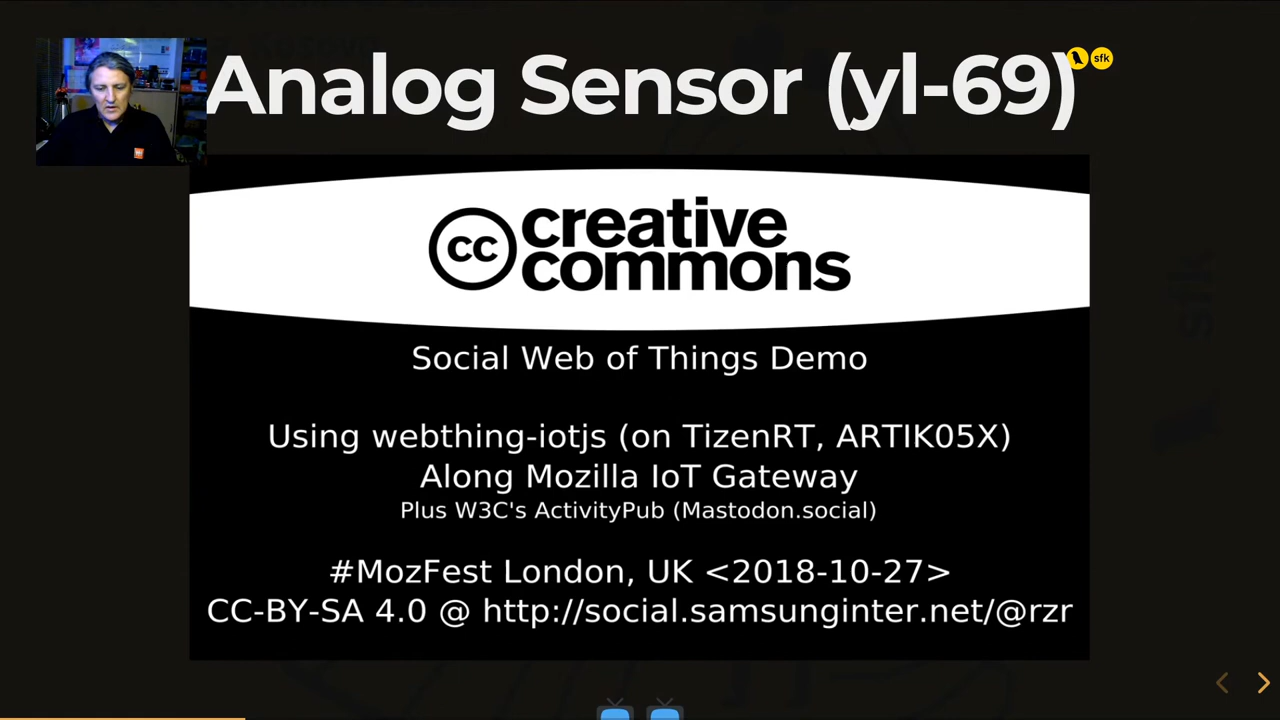 Analog Sensor (yl-69)
sfk
cc creative
commons
Social Web of Things Demo
Using webthing-iotjs (on TizenRT, ARTIK05X)
Along Mozilla IoT Gateway
Plus W3C's ActivityPub (Mastodon.social)
#MozFest London, UK <2018-10-27>
CC-BY-SA 4.0 @ http://social.samsunginter.net/@rzr
sfk